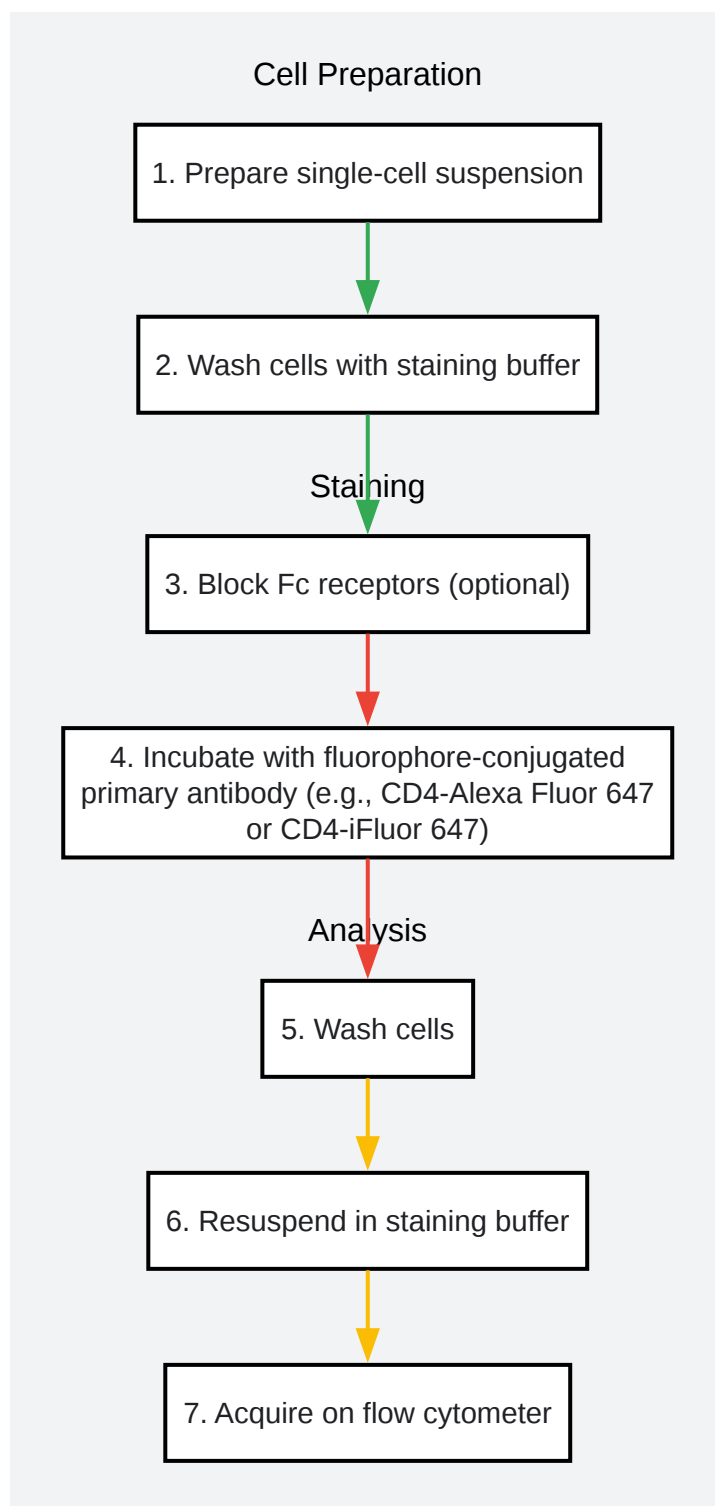 Cell Preparation
1. Prepare single-cell suspension
2. Wash cells with staining buffer
Staining
3. Block Fc receptors (optional)
4. Incubate with fluorophore-conjugated
primary antibody (e.g., CD4-Alexa Fluor 647
or CD4-iFluor 647)
Analysis
5. Wash cells
6. Resuspend in staining buffer
7. Acquire on flow cytometer